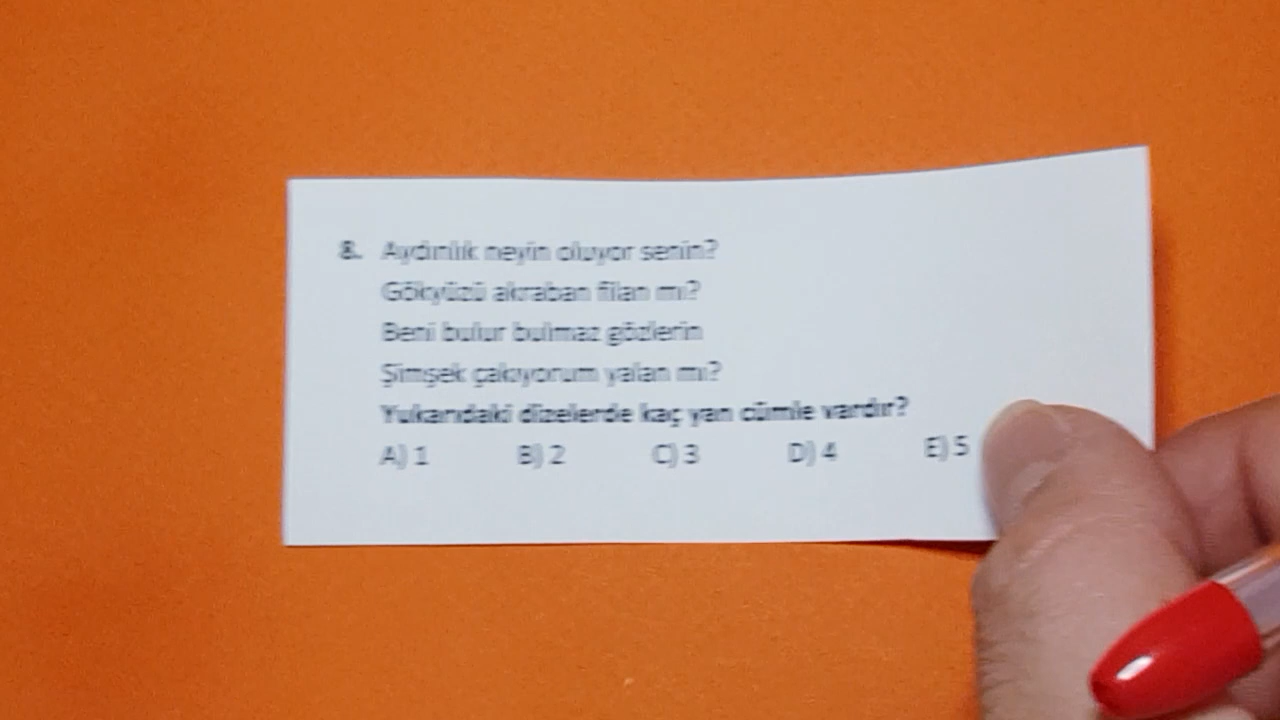 8. Aydınlık neyin oluyor senin?
Gökyüzü akraban filan mı?
Beni bulur bulmaz gözlerin
Şimşek çakıyorum yalan mı?
Yukarıdaki dizelerde kaç yan cümle vardır?
A) 1 B) 2 C) 3 D) 4 E) 5